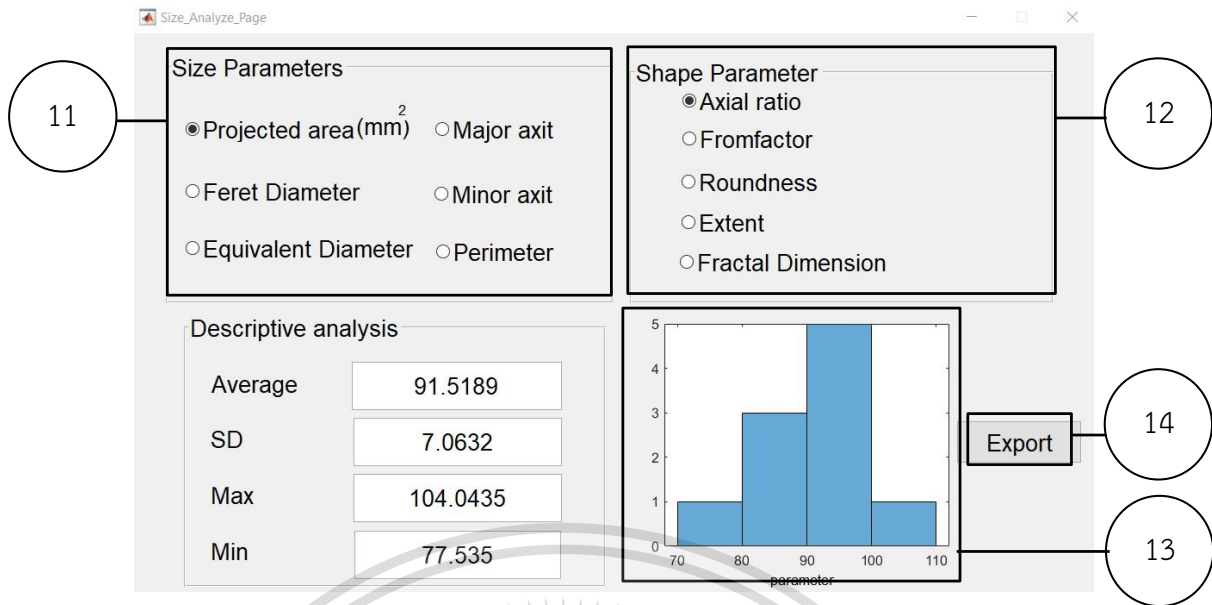 Size_Analyze_Page
11
Size Parameters
Projected area(mm2)
Major axit
Feret Diameter
Minor axit
Equivalent Diameter
Perimeter
Shape Parameter
Axial ratio
Fromfactor
Roundness
Extent
Fractal Dimension
12
Descriptive analysis
Average 91.5189
SD 7.0632
Max 104.0435
Min 77.535
5
4
3
2
1
0
70 80 90 100 110
parameter
Export
14
13